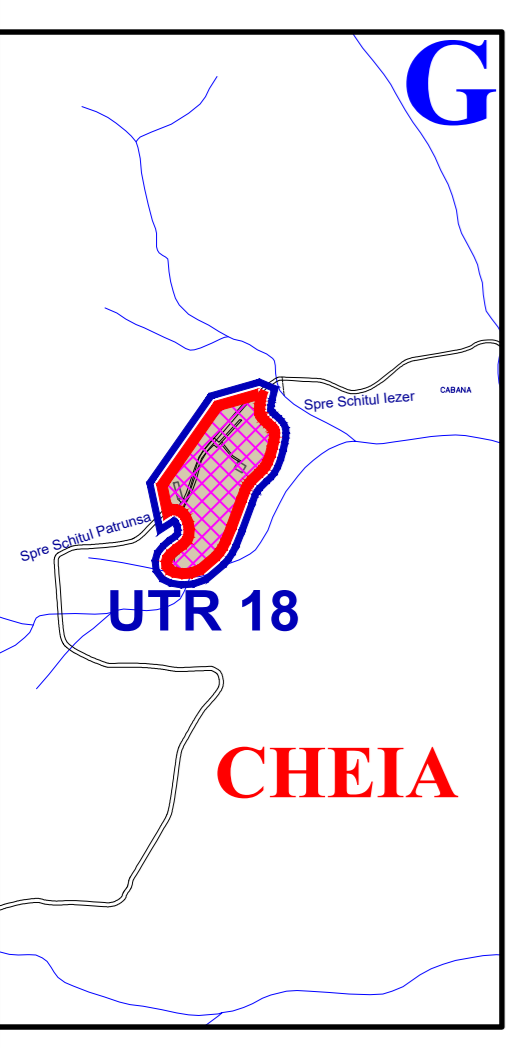 G
CABANA
Spre Schitul Iezer
Spre Schitul Patrunsa
UTR 18
CHEIA